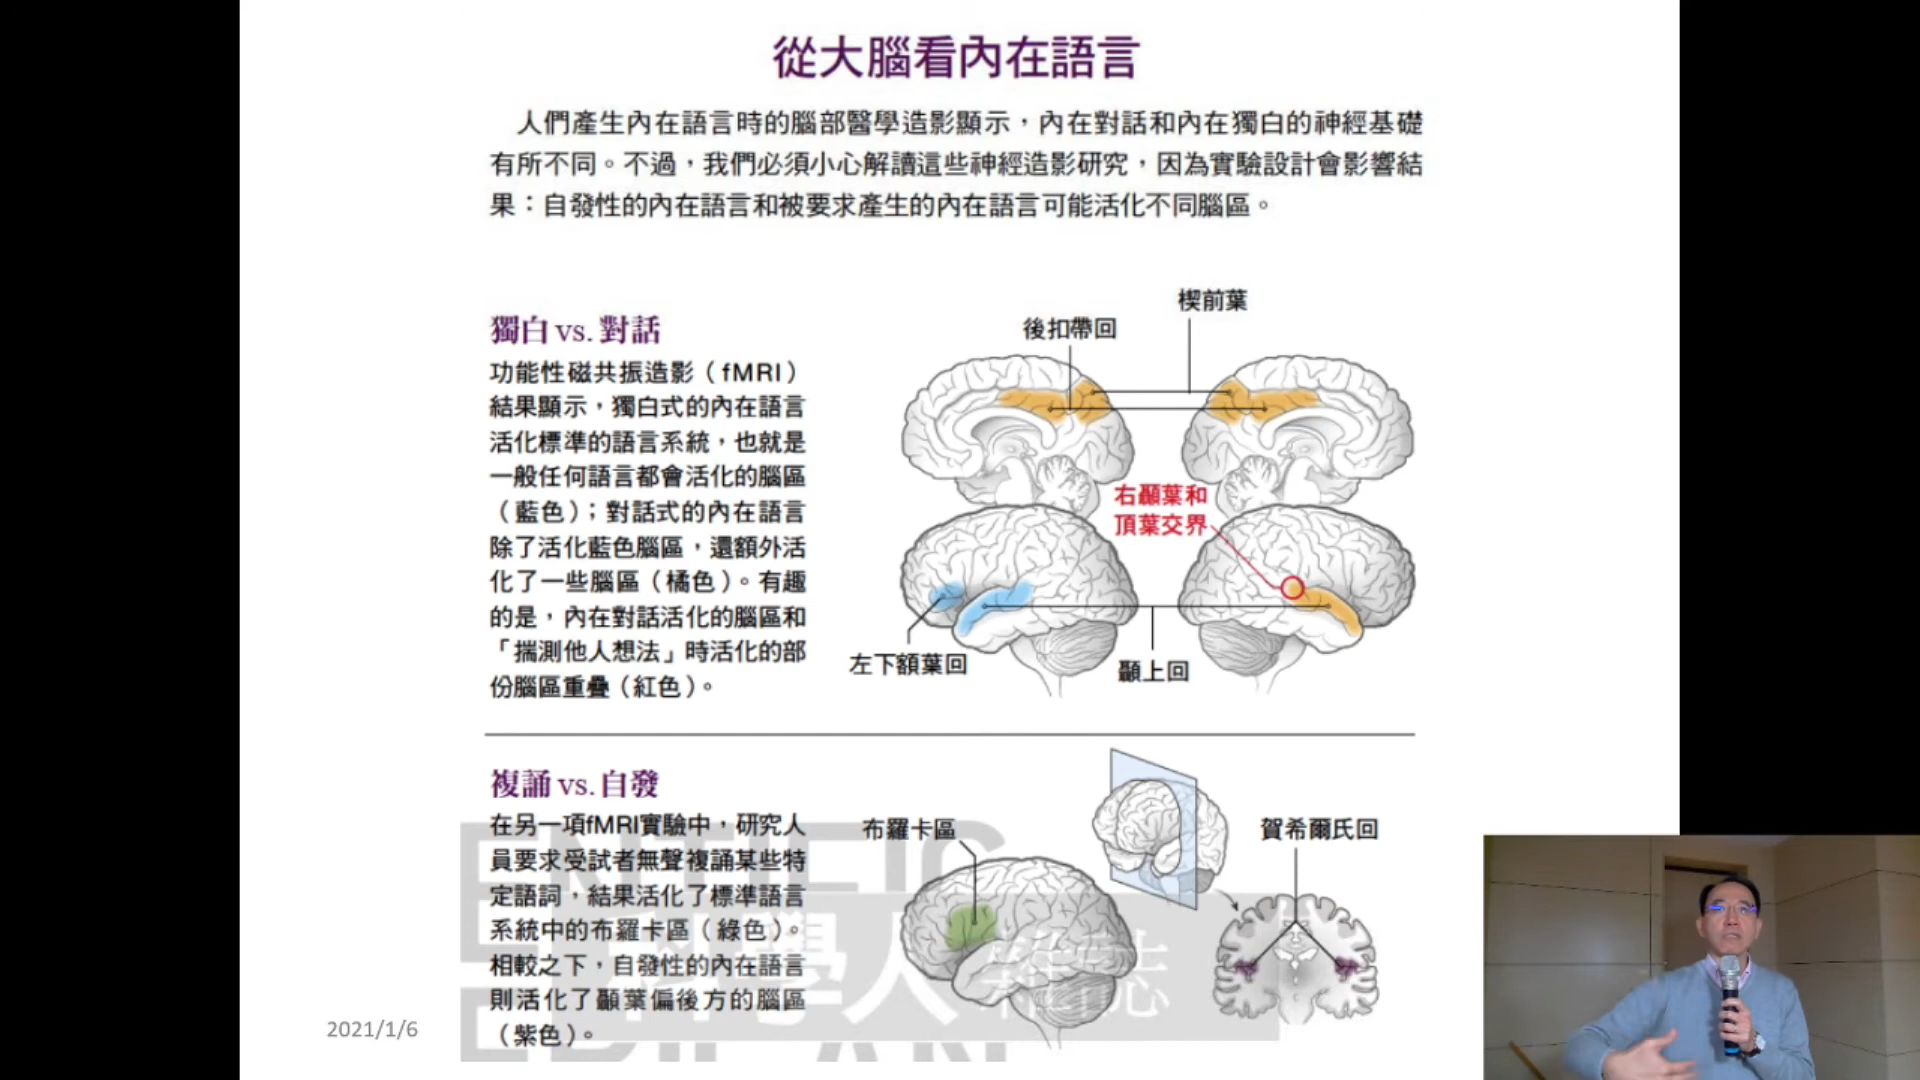 從大腦看內在語言
人們產生內在語言時的腦部醫學造影顯示，內在對話和內在獨白的神經基礎
有所不同。不過，我們必須小心解讀這些神經造影研究，因為實驗設計會影響結
果：自發性的內在語言和被要求產生的內在語言可能活化不同腦區。
獨白 vs. 對話
功能性磁共振造影（fMRI）
結果顯示，獨白式的內在語言
活化標準的語言系統，也就是
一般任何語言都會活化的腦區
（藍色）；對話式的內在語言
除了活化藍色腦區，還額外活
化了一些腦區（橘色）。有趣
的是，內在對話活化的腦區和
「揣測他人想法」時活化的部
份腦區重疊（紅色）。
楔前葉
後扣帶回
右顳葉和
頂葉交界
左下額葉回
顳上回
複誦 vs. 自發
在另一項fMRI實驗中，研究人
員要求受試者無聲複誦某些特
定語詞，結果活化了標準語言
系統中的布羅卡區（綠色）。
相較之下，自發性的內在語言
則活化了顳葉偏後方的腦區
（紫色）。
布羅卡區
賀希爾氏回
科學人 雜誌
2021/1/6